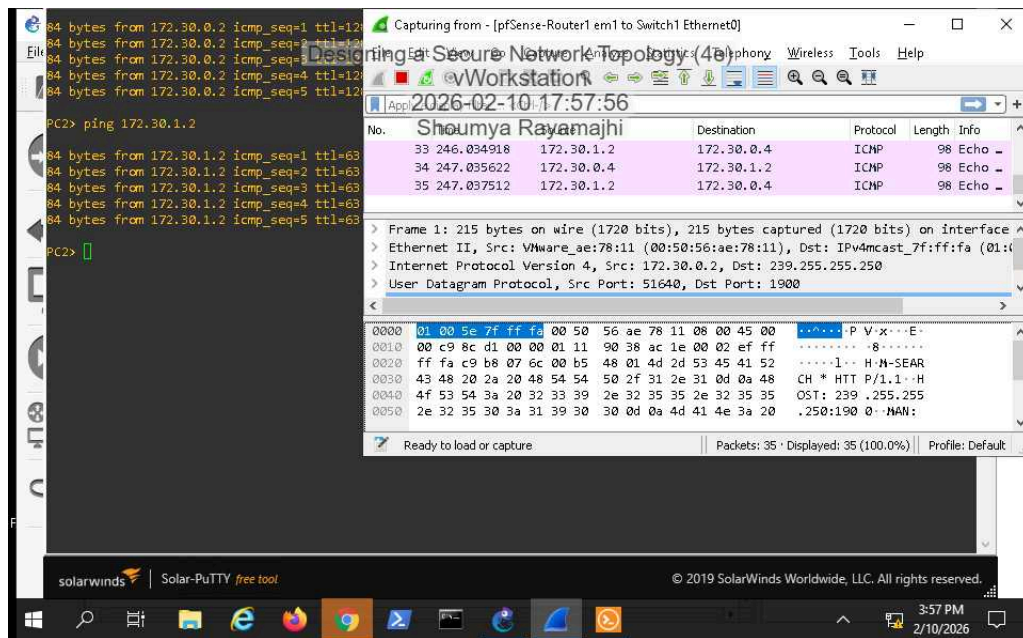 84 bytes from 172.30.0.2 icmp_seq=1 ttl=12
84 bytes from 172.30.0.2 icmp_seq=2 ttl=12
84 bytes from 172.30.0.2 icmp_seq=3
84 bytes from 172.30.0.2 icmp_seq=4 ttl=12
84 bytes from 172.30.0.2 icmp_seq=5 ttl=12
PC2> ping 172.30.1.2
84 bytes from 172.30.1.2 icmp_seq=1 ttl=63
84 bytes from 172.30.1.2 icmp_seq=2 ttl=63
84 bytes from 172.30.1.2 icmp_seq=3 ttl=63
84 bytes from 172.30.1.2 icmp_seq=4 ttl=63
84 bytes from 172.30.1.2 icmp_seq=5 ttl=63
PC2>
File
Capturing from - [pfSense-Router1 em1 to Switch1 Ethernet0]
Wireless Tools Help
Designing a Secure Network Topology (4e)
vWorkstation
2026-02-10 17:57:56
Shoumya Rayamajhi
No. Time Source Destination Protocol Length Info
33 246.034918 172.30.1.2 172.30.0.4 ICMP 98 Echo
34 247.035622 172.30.0.4 172.30.1.2 ICMP 98 Echo
35 247.037512 172.30.1.2 172.30.0.4 ICMP 98 Echo
> Frame 1: 215 bytes on wire (1720 bits), 215 bytes captured (1720 bits) on interface
> Ethernet II, Src: VMware_ae:78:11 (00:50:56:ae:78:11), Dst: IPv4mcast_7f:ff:fa (01:
> Internet Protocol Version 4, Src: 172.30.0.2, Dst: 239.255.255.250
> User Datagram Protocol, Src Port: 51640, Dst Port: 1900
0000 01 00 5e 7f ff fa 00 50 56 ae 78 11 08 00 45 00 ··^····P V·x···E·
0010 00 c9 8c d1 00 00 01 11 90 38 ac 1e 00 02 ef ff ········ ·8······
0020 ff fa c9 b8 07 6c 00 b5 48 01 4d 2d 53 45 41 52 ·····l·· H·M-SEAR
0030 43 48 20 2a 20 48 54 54 50 2f 31 2e 31 0d 0a 48 CH * HTT P/1.1··H
0040 4f 53 54 3a 20 32 33 39 2e 32 35 35 2e 32 35 35 OST: 239 .255.255
0050 2e 32 35 30 3a 31 39 30 30 0d 0a 4d 41 4e 3a 20 .250:190 0··MAN:
Ready to load or capture Packets: 35 · Displayed: 35 (100.0%) Profile: Default
solarwinds Solar-PuTTY free tool © 2019 SolarWinds Worldwide, LLC. All rights reserved.
3:57 PM
2/10/2026